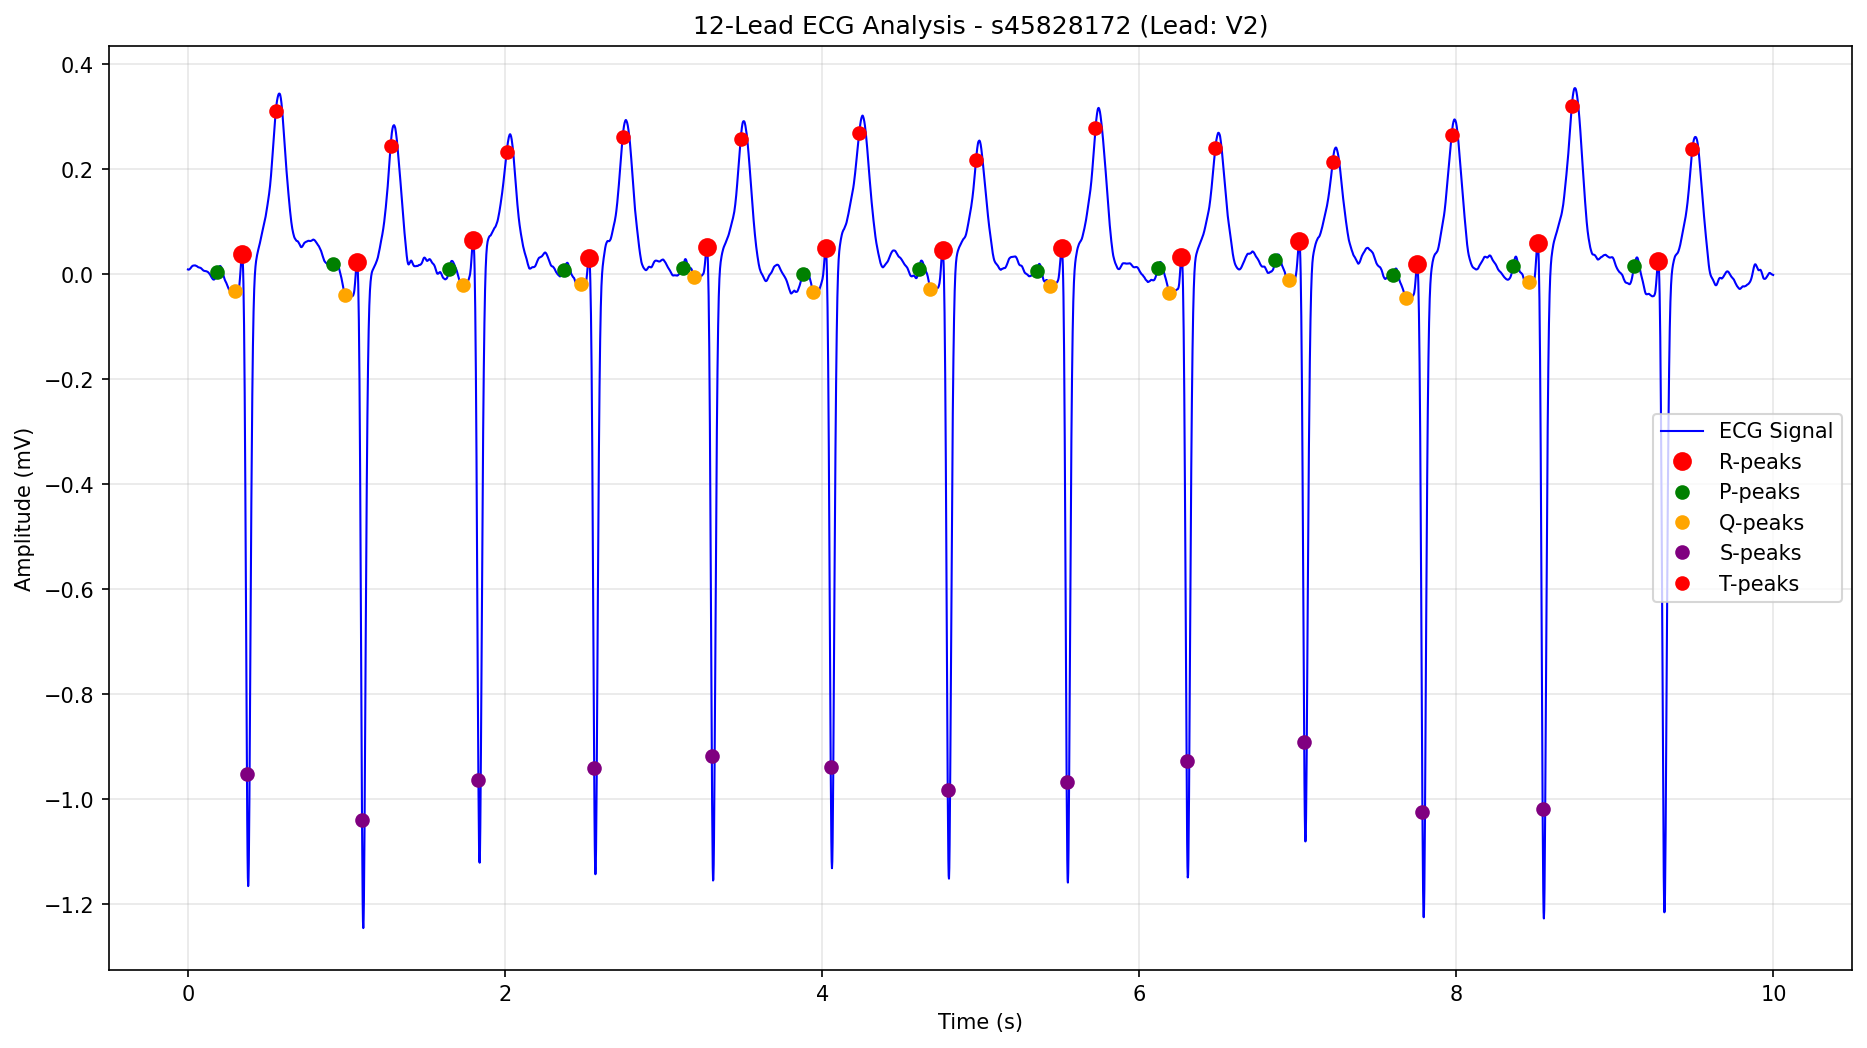 12-Lead ECG Analysis - s45828172 (Lead: V2)
Amplitude (mV)
0.4
0.2
0.0
−0.2
−0.4
−0.6
−0.8
−1.0
−1.2
ECG Signal
R-peaks
P-peaks
Q-peaks
S-peaks
T-peaks
0 2 4 6 8 10
Time (s)